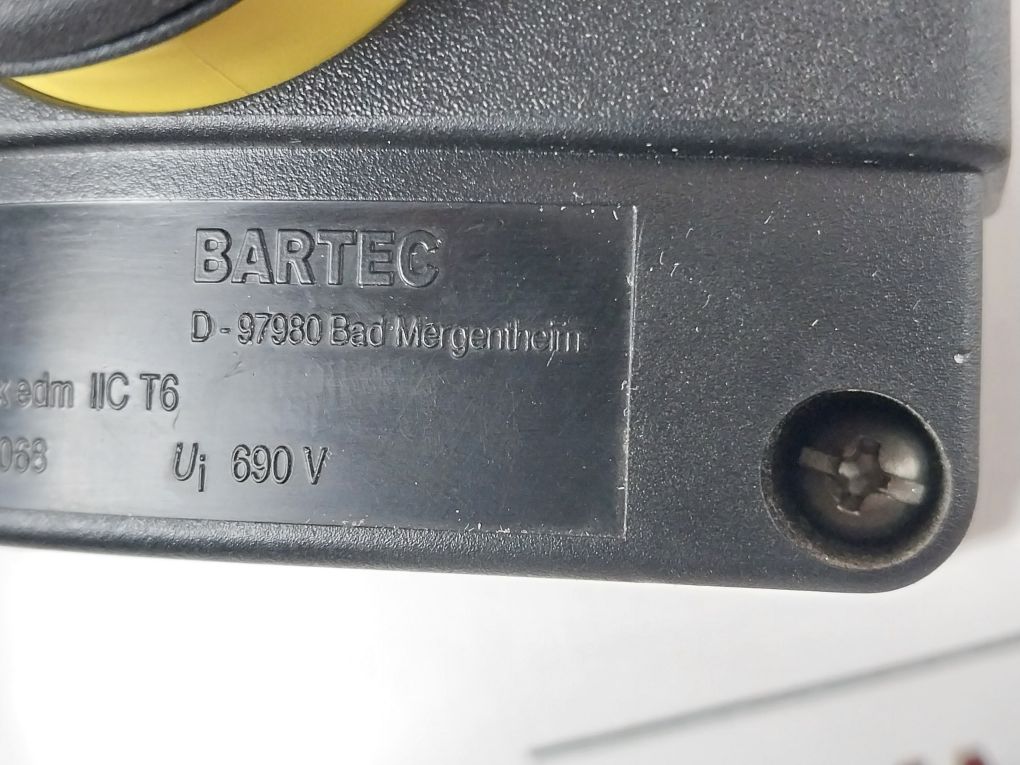 BARTEC
D - 97980 Bad Mergentheim
x edm IIC T6
068 Ui 690 V